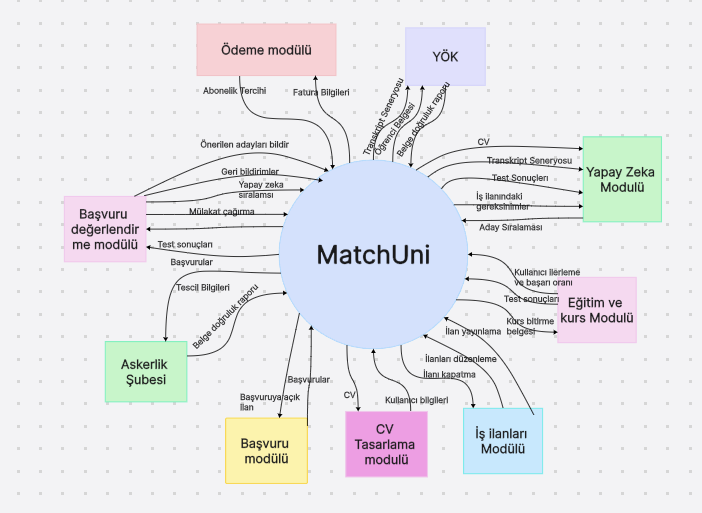 Ödeme modülü
YÖK
Abonelik Tercihi
Fatura Bilgileri
Transkript Seneryosu
Öğrenci Belgesi
Belge doğruluk raporu
Önerilen adayları bildir
Geri bildirimler
Yapay zeka
sıralamsı
Mülakat çağırma
Başvuru
değerlendir
me modülü
Test sonuçları
Başvurular
CV
Transkript Seneryosu
Test Sonuçları
İş ilanındaki
gereksinimler
Aday Sıralaması
Yapay Zeka
Modulü
MatchUni
Kullanıcı ilerleme
ve başarı oranı
Test sonuçları
Kurs bitirme
belgesi
Eğitim ve
kurs Modulü
Tescil Bilgileri
Belge doğruluk raporu
Askerlik
Şubesi
İlan yayınlama
İlanları düzenleme
İlanı kapatma
Başvurular
Başvuruya açık
ilan
CV
Kullanıcı bilgileri
Başvuru
modülü
CV
Tasarlama
modulü
İş ilanları
Modülü